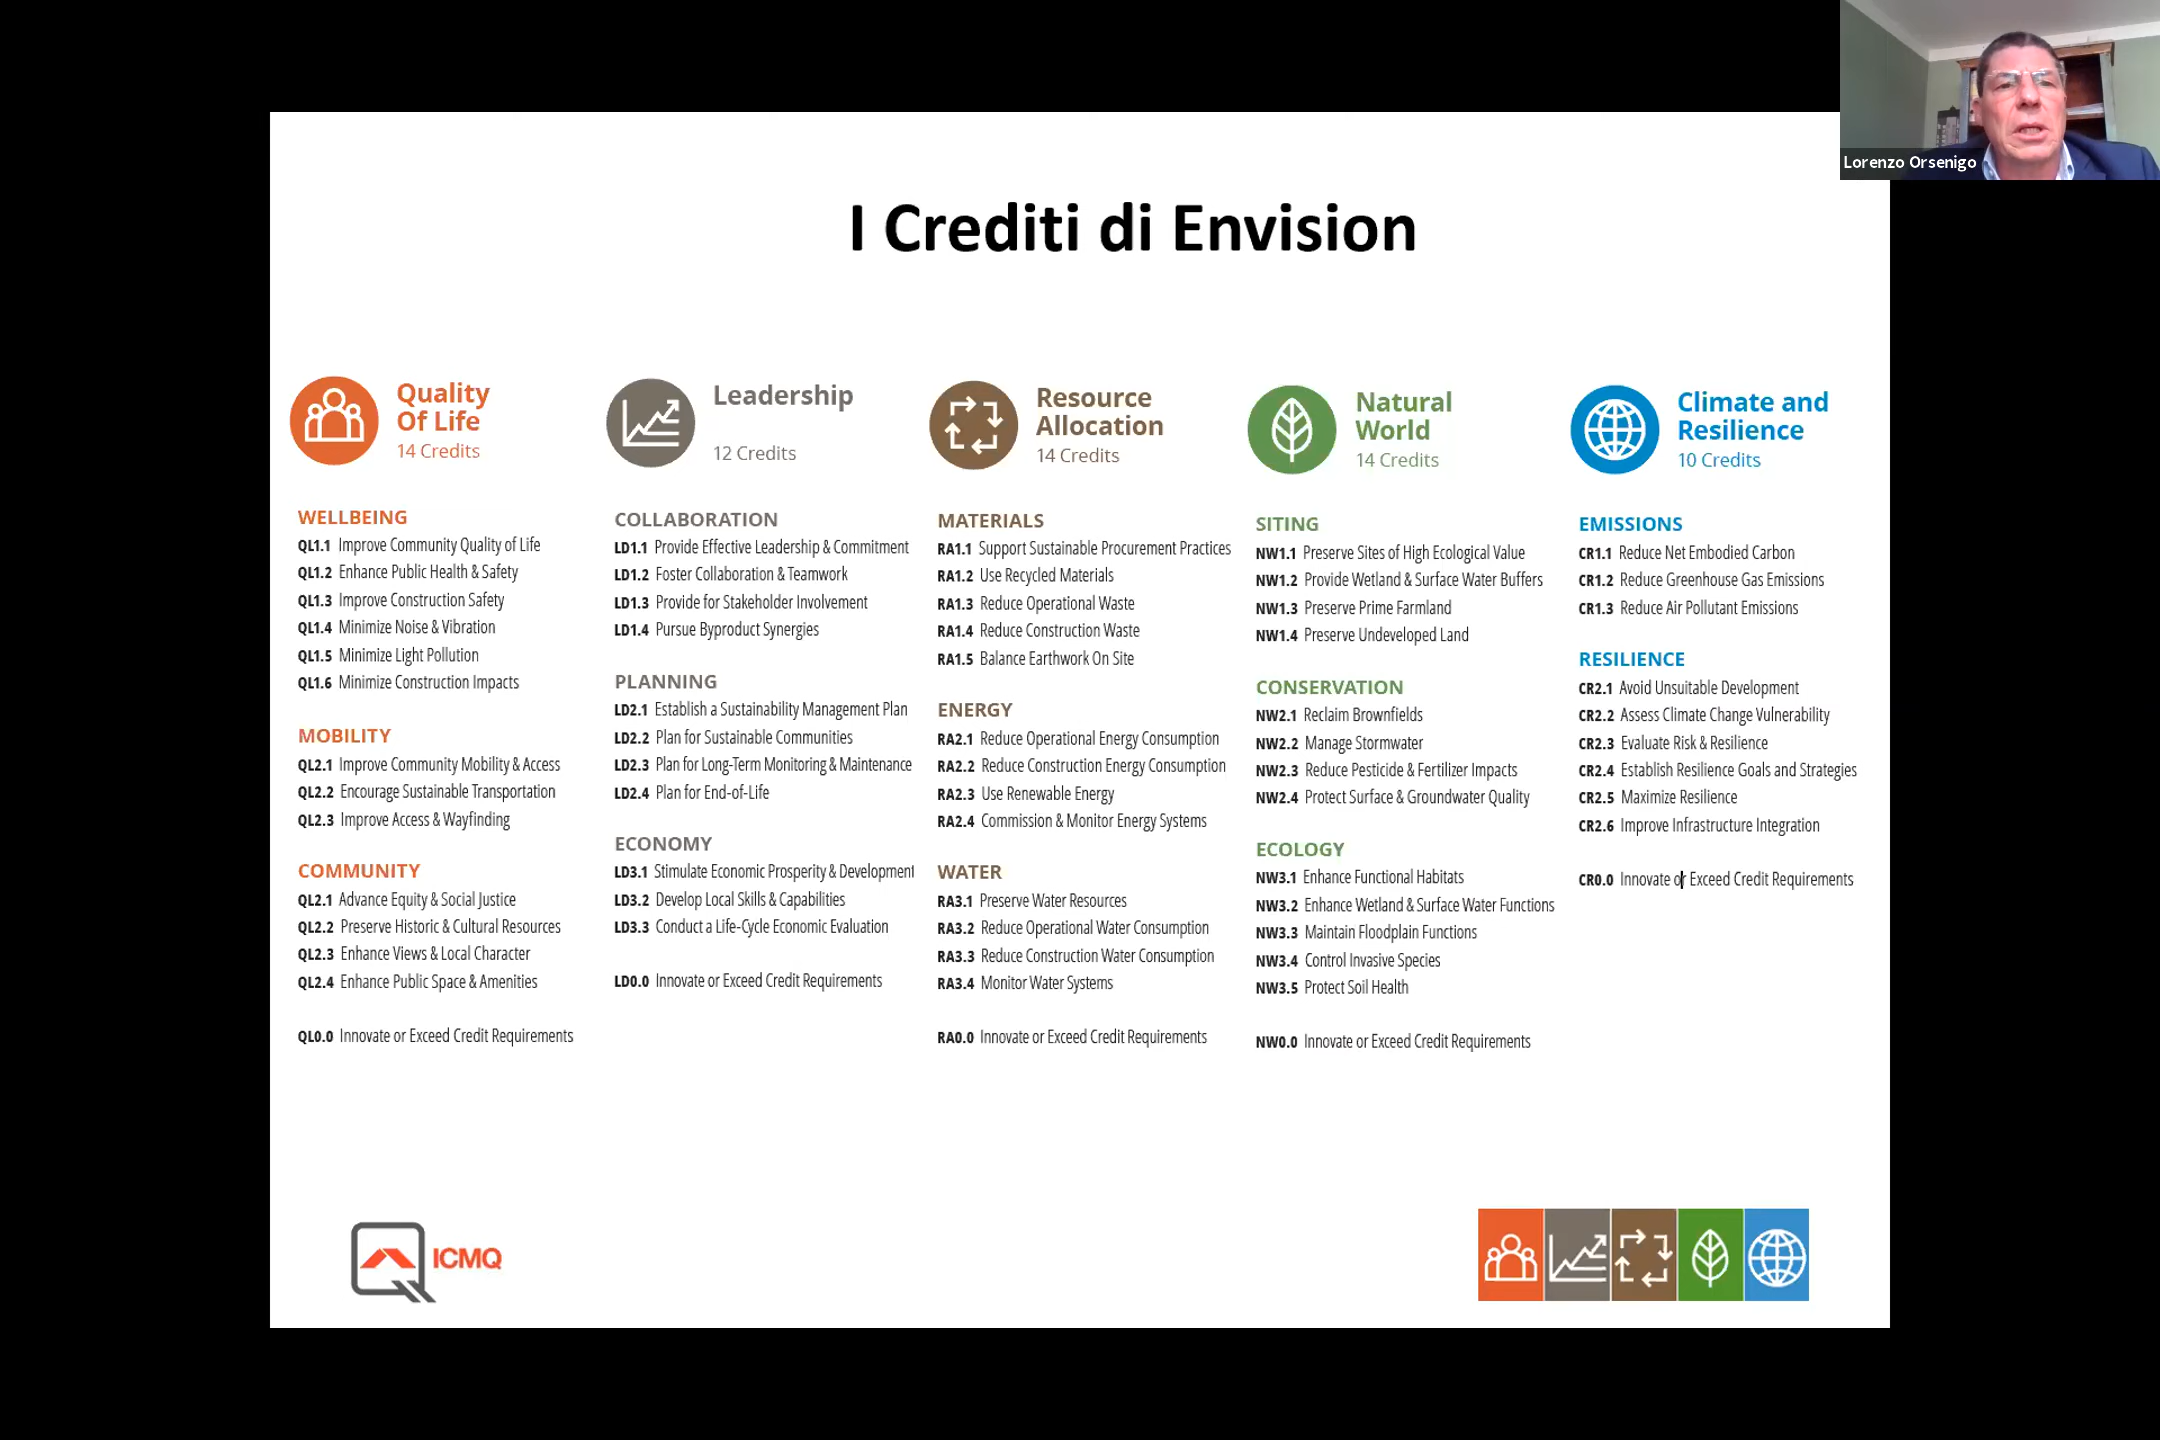 Lorenzo Orsenigo
I Crediti di Envision
Quality
Of Life
14 Credits
WELLBEING
QL1.1 Improve Community Quality of Life
QL1.2 Enhance Public Health & Safety
QL1.3 Improve Construction Safety
QL1.4 Minimize Noise & Vibration
QL1.5 Minimize Light Pollution
QL1.6 Minimize Construction Impacts
MOBILITY
QL2.1 Improve Community Mobility & Access
QL2.2 Encourage Sustainable Transportation
QL2.3 Improve Access & Wayfinding
COMMUNITY
QL2.1 Advance Equity & Social Justice
QL2.2 Preserve Historic & Cultural Resources
QL2.3 Enhance Views & Local Character
QL2.4 Enhance Public Space & Amenities
QL0.0 Innovate or Exceed Credit Requirements
Leadership
12 Credits
COLLABORATION
LD1.1 Provide Effective Leadership & Commitment
LD1.2 Foster Collaboration & Teamwork
LD1.3 Provide for Stakeholder Involvement
LD1.4 Pursue Byproduct Synergies
PLANNING
LD2.1 Establish a Sustainability Management Plan
LD2.2 Plan for Sustainable Communities
LD2.3 Plan for Long-Term Monitoring & Maintenance
LD2.4 Plan for End-of-Life
ECONOMY
LD3.1 Stimulate Economic Prosperity & Development
LD3.2 Develop Local Skills & Capabilities
LD3.3 Conduct a Life-Cycle Economic Evaluation
LD0.0 Innovate or Exceed Credit Requirements
Resource
Allocation
14 Credits
MATERIALS
RA1.1 Support Sustainable Procurement Practices
RA1.2 Use Recycled Materials
RA1.3 Reduce Operational Waste
RA1.4 Reduce Construction Waste
RA1.5 Balance Earthwork On Site
ENERGY
RA2.1 Reduce Operational Energy Consumption
RA2.2 Reduce Construction Energy Consumption
RA2.3 Use Renewable Energy
RA2.4 Commission & Monitor Energy Systems
WATER
RA3.1 Preserve Water Resources
RA3.2 Reduce Operational Water Consumption
RA3.3 Reduce Construction Water Consumption
RA3.4 Monitor Water Systems
RA0.0 Innovate or Exceed Credit Requirements
Natural
World
14 Credits
SITING
NW1.1 Preserve Sites of High Ecological Value
NW1.2 Provide Wetland & Surface Water Buffers
NW1.3 Preserve Prime Farmland
NW1.4 Preserve Undeveloped Land
CONSERVATION
NW2.1 Reclaim Brownfields
NW2.2 Manage Stormwater
NW2.3 Reduce Pesticide & Fertilizer Impacts
NW2.4 Protect Surface & Groundwater Quality
ECOLOGY
NW3.1 Enhance Functional Habitats
NW3.2 Enhance Wetland & Surface Water Functions
NW3.3 Maintain Floodplain Functions
NW3.4 Control Invasive Species
NW3.5 Protect Soil Health
NW0.0 Innovate or Exceed Credit Requirements
Climate and
Resilience
10 Credits
EMISSIONS
CR1.1 Reduce Net Embodied Carbon
CR1.2 Reduce Greenhouse Gas Emissions
CR1.3 Reduce Air Pollutant Emissions
RESILIENCE
CR2.1 Avoid Unsuitable Development
CR2.2 Assess Climate Change Vulnerability
CR2.3 Evaluate Risk & Resilience
CR2.4 Establish Resilience Goals and Strategies
CR2.5 Maximize Resilience
CR2.6 Improve Infrastructure Integration
CR0.0 Innovate or Exceed Credit Requirements
ICMQ